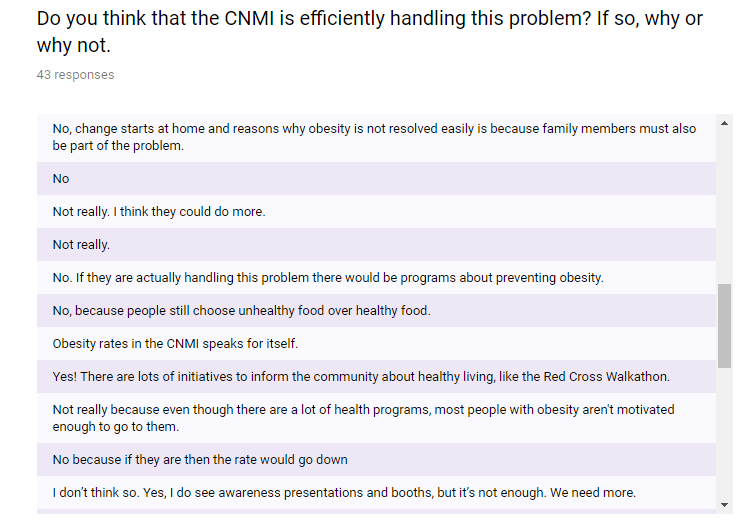 Do you think that the CNMI is efficiently handling this problem? If so, why or
why not.
43 responses
No, change starts at home and reasons why obesity is not resolved easily is because family members must also
be part of the problem.
No
Not really. I think they could do more.
Not really.
No. If they are actually handling this problem there would be programs about preventing obesity.
No, because people still choose unhealthy food over healthy food.
Obesity rates in the CNMI speaks for itself.
Yes! There are lots of initiatives to inform the community about healthy living, like the Red Cross Walkathon.
Not really because even though there are a lot of health programs, most people with obesity aren't motivated
enough to go to them.
No because if they are then the rate would go down
I don't think so. Yes, I do see awareness presentations and booths, but it's not enough. We need more.